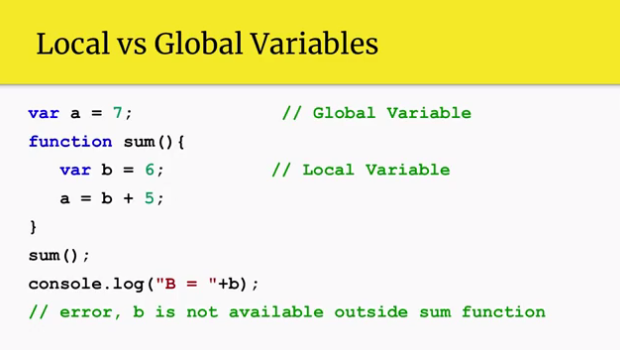 Local vs Global Variables
var a = 7; // Global Variable
function sum(){
var b = 6; // Local Variable
a = b + 5;
}
sum();
console.log("B = "+b);
// error, b is not available outside sum function